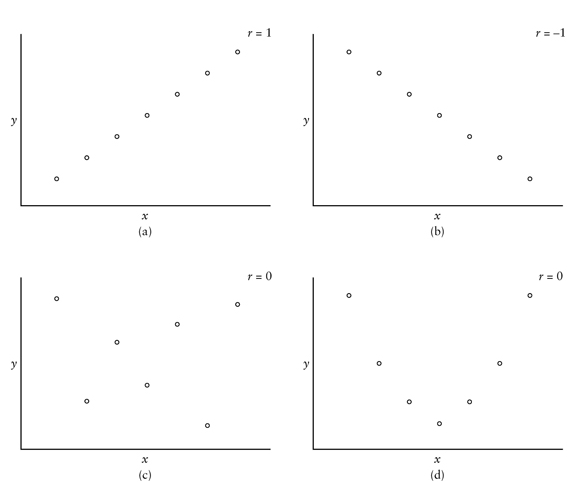 r = 1
y
x
(a)
r = –1
y
x
(b)
r = 0
y
x
(c)
r = 0
y
x
(d)